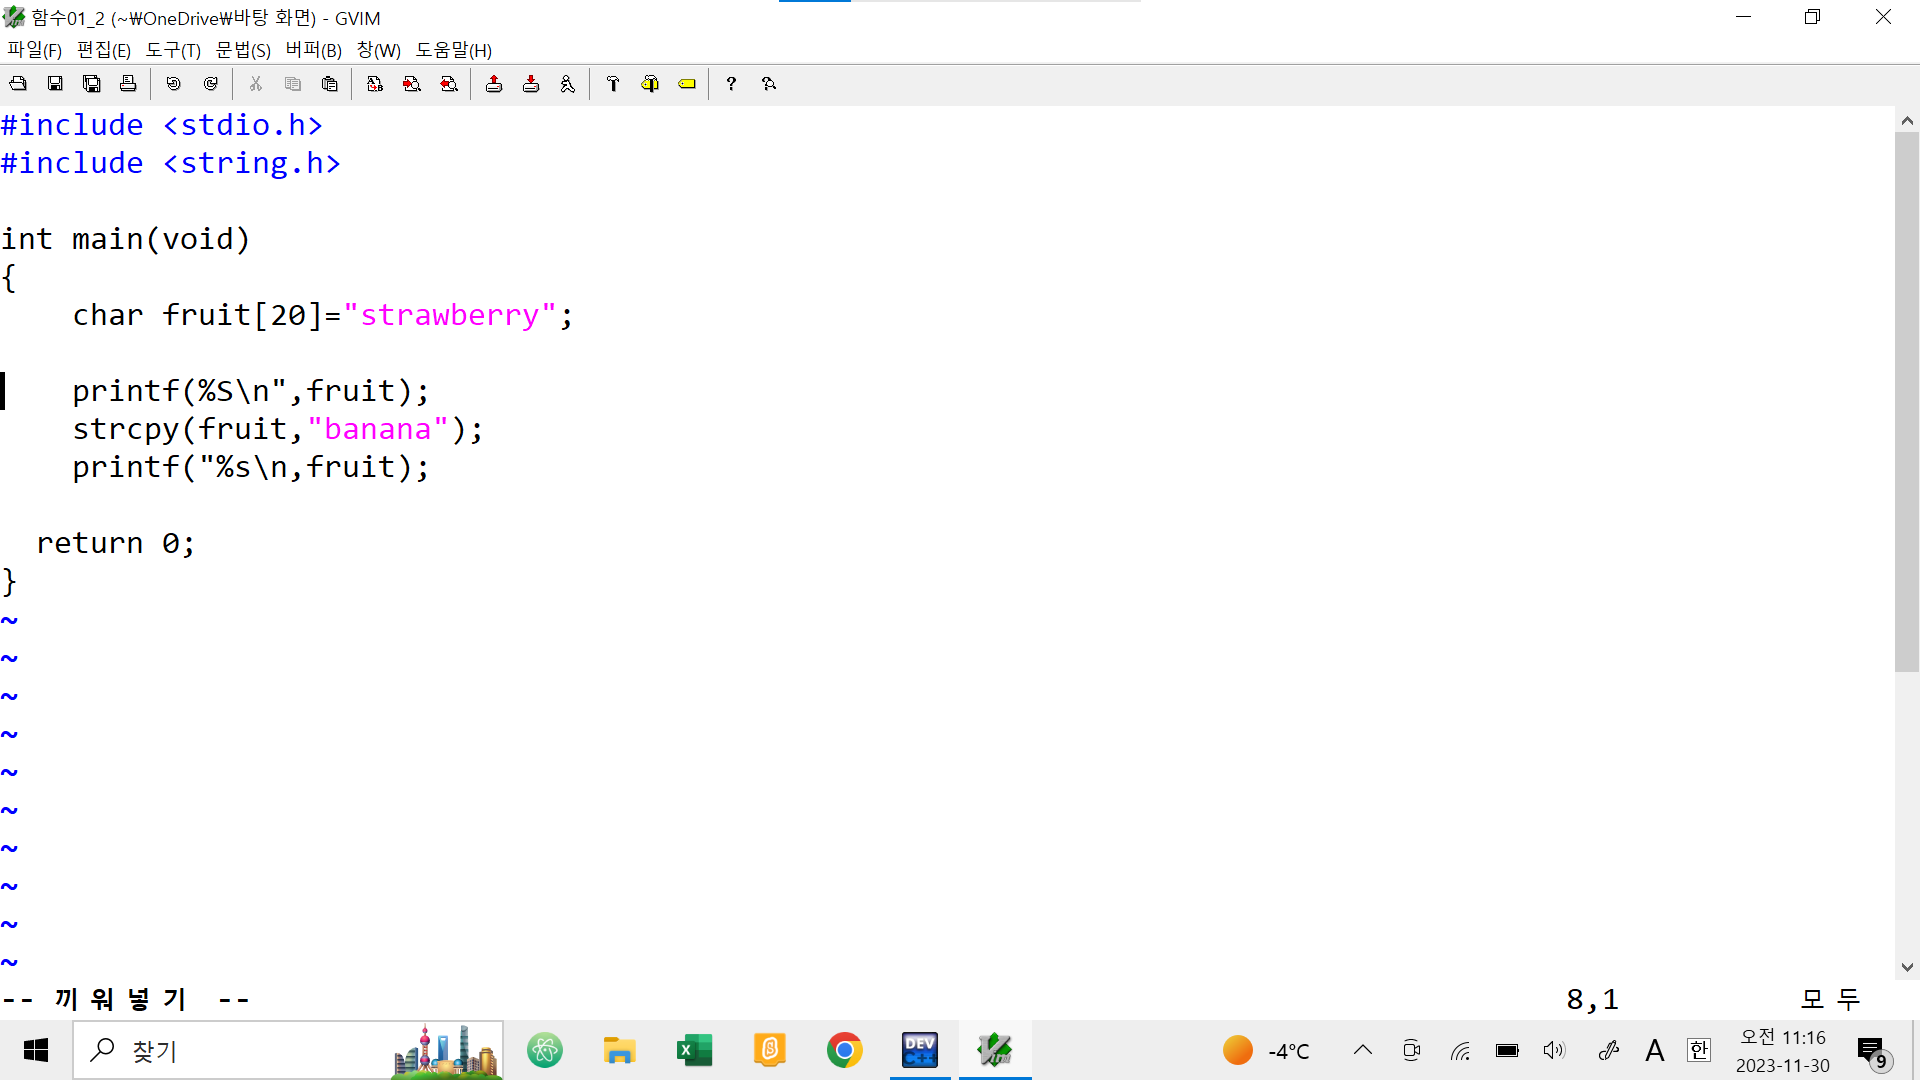 함수01_2 (~₩OneDrive₩바탕 화면) - GVIM
파일(F) 편집(E) 도구(T) 문법(S) 버퍼(B) 창(W) 도움말(H)
#include <stdio.h>
#include <string.h>
int main(void)
{
    char fruit[20]="strawberry";
    printf(%S\n",fruit);
    strcpy(fruit,"banana");
    printf("%s\n,fruit);
  return 0;
}
~
~
~
~
~
~
~
~
~
~
-- 끼워넣기 -- 8,1 모두
찾기
DEV C++
-4°C
A 한
오전 11:16
2023-11-30
9